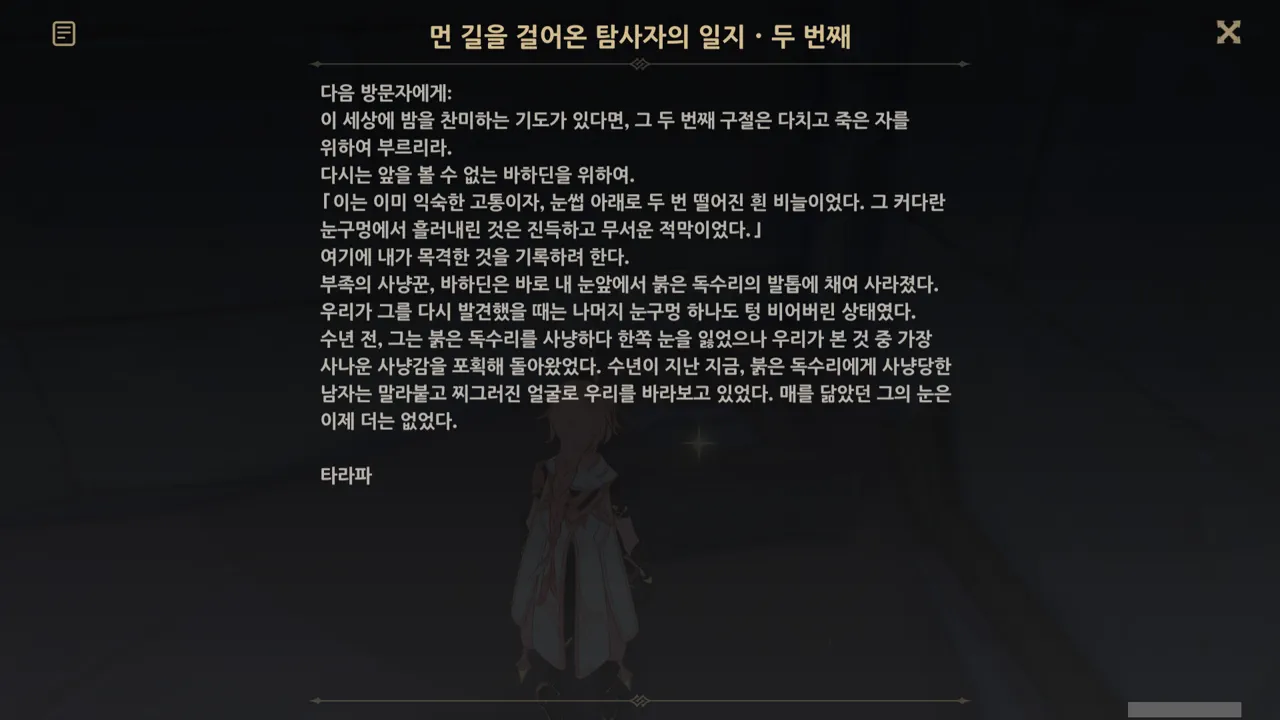 먼 길을 걸어온 탐사자의 일지 · 두 번째
다음 방문자에게:
이 세상에 밤을 찬미하는 기도가 있다면, 그 두 번째 구절은 다치고 죽은 자를
위하여 부르리라.
다시는 앞을 볼 수 없는 바하딘을 위하여.
「이는 이미 익숙한 고통이자, 눈썹 아래로 두 번 떨어진 흰 비늘이었다. 그 커다란
눈구멍에서 흘러내린 것은 진득하고 무서운 적막이었다.」
여기에 내가 목격한 것을 기록하려 한다.
부족의 사냥꾼, 바하딘은 바로 내 눈앞에서 붉은 독수리의 발톱에 채여 사라졌다.
우리가 그를 다시 발견했을 때는 나머지 눈구멍 하나도 텅 비어버린 상태였다.
수년 전, 그는 붉은 독수리를 사냥하다 한쪽 눈을 잃었으나 우리가 본 것 중 가장
사나운 사냥감을 포획해 돌아왔었다. 수년이 지난 지금, 붉은 독수리에게 사냥당한
남자는 말라붙고 찌그러진 얼굴로 우리를 바라보고 있었다. 매를 닮았던 그의 눈은
이제 더는 없었다.
타라파